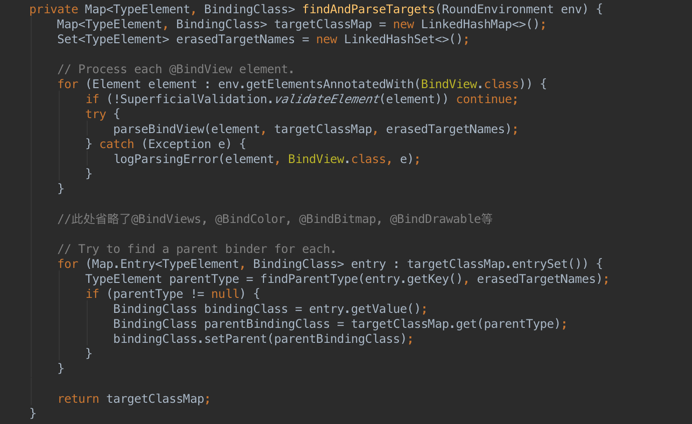 private Map<TypeElement, BindingClass> findAndParseTargets(RoundEnvironment env) {
    Map<TypeElement, BindingClass> targetClassMap = new LinkedHashMap<>();
    Set<TypeElement> erasedTargetNames = new LinkedHashSet<>();

    // Process each @BindView element.
    for (Element element : env.getElementsAnnotatedWith(BindView.class)) {
        if (!SuperficialValidation.validateElement(element)) continue;
        try {
            parseBindView(element, targetClassMap, erasedTargetNames);
        } catch (Exception e) {
            logParsingError(element, BindView.class, e);
        }
    }

    //此处省略了@BindViews, @BindColor, @BindBitmap, @BindDrawable等

    // Try to find a parent binder for each.
    for (Map.Entry<TypeElement, BindingClass> entry : targetClassMap.entrySet()) {
        TypeElement parentType = findParentType(entry.getKey(), erasedTargetNames);
        if (parentType != null) {
            BindingClass bindingClass = entry.getValue();
            BindingClass parentBindingClass = targetClassMap.get(parentType);
            bindingClass.setParent(parentBindingClass);
        }
    }

    return targetClassMap;
}